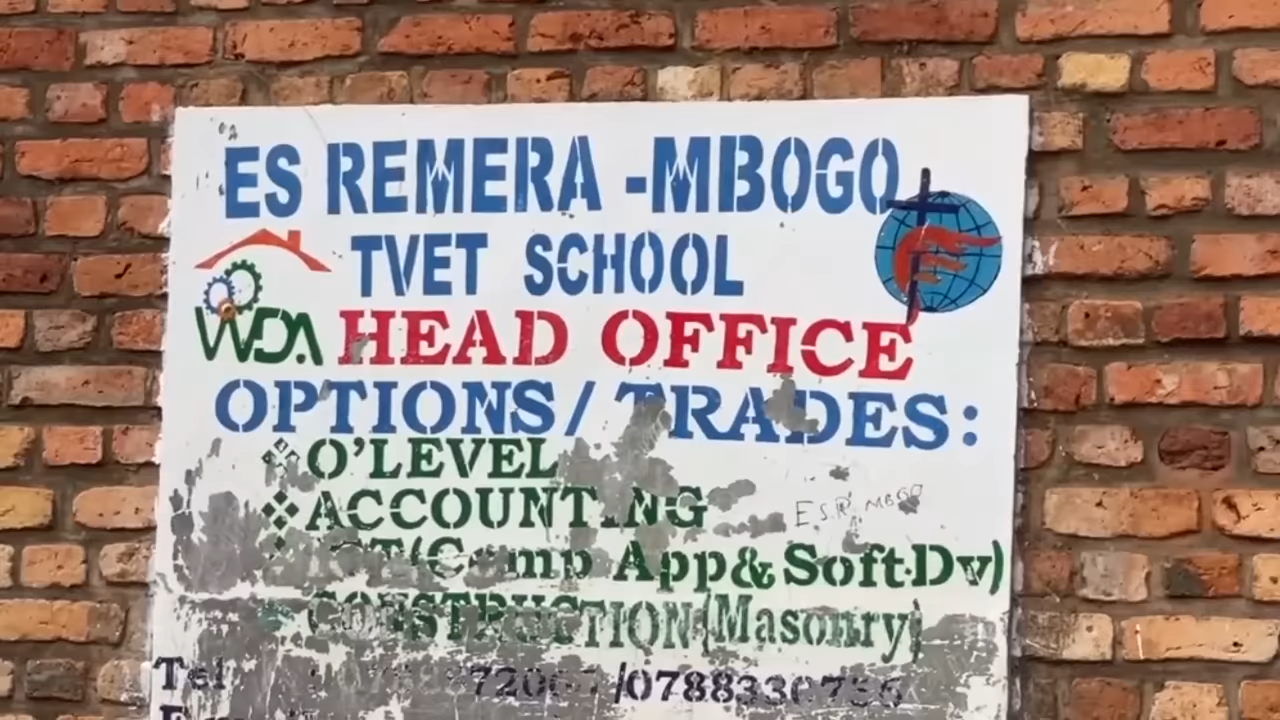 ES REMERA -MBOGO
TVET SCHOOL
WDA HEAD OFFICE
OPTIONS/TRADES:
O'LEVEL
ACCOUNTING
E.S.R. MBGO
ICT(Comp App&Soft.Dv)
CONSTRUCTION(Masonry)
Tel